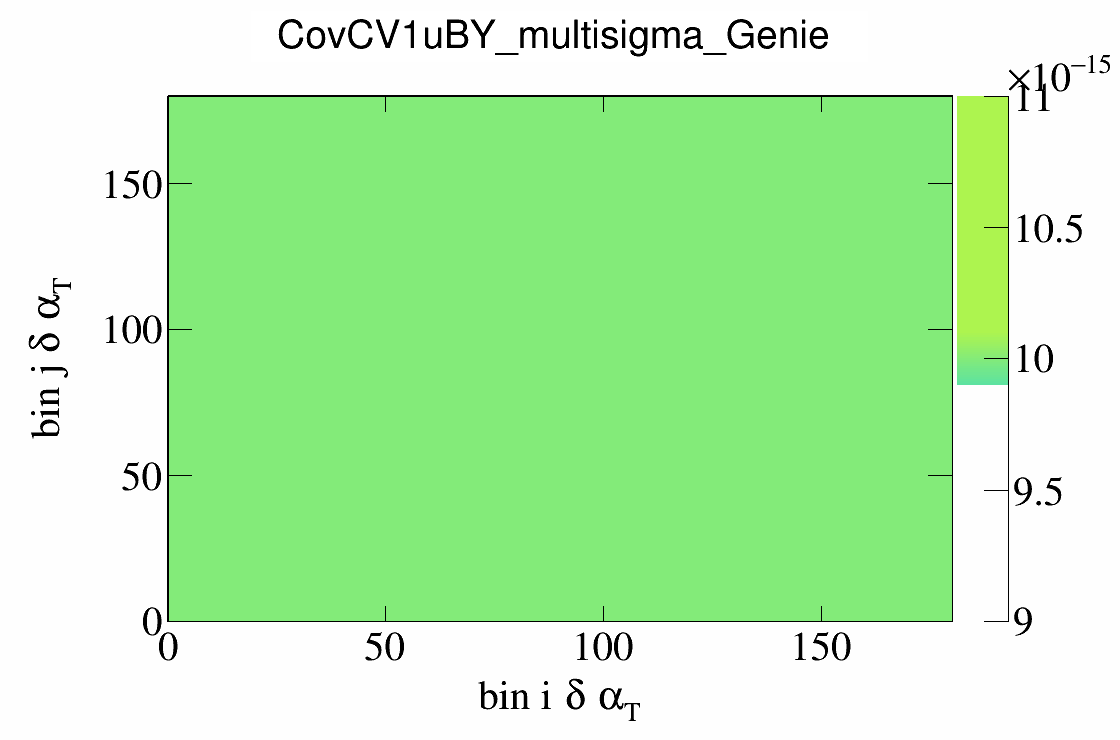 CovCV1uBY_multisigma_Genie
×10⁻¹⁵
11
10.5
10
9.5
9
150
100
50
0
bin j δ α_T
0 50 100 150
bin i δ α_T